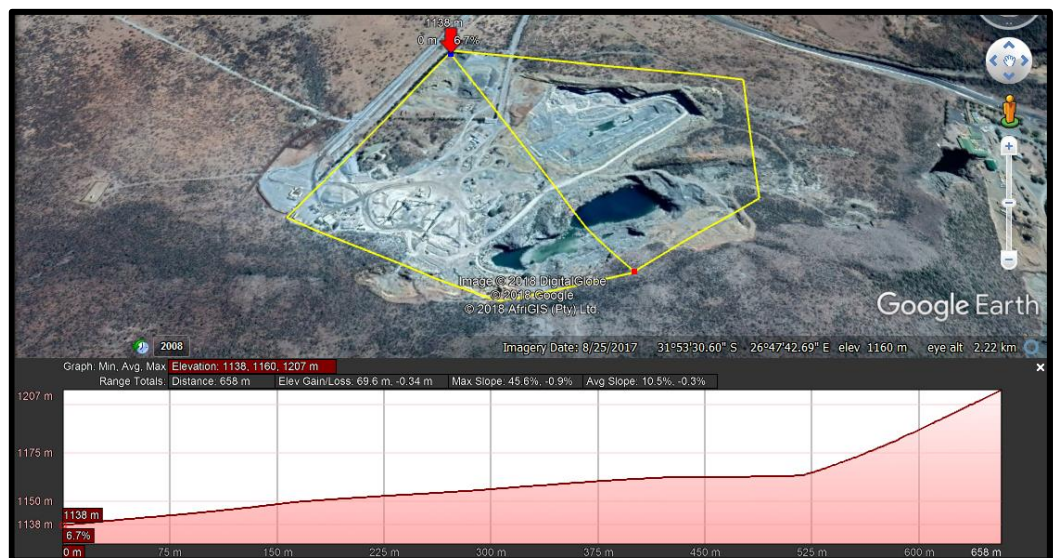 1138 m
0 m 6.7%
Image © 2018 DigitalGlobe
© 2018 Google
© 2018 AfriGIS (Pty) Ltd.
Google Earth
2008
Imagery Date: 8/25/2017 31°53'30.60" S 26°47'42.69" E elev 1160 m eye alt 2.22 km
Graph: Min, Avg, Max Elevation: 1138, 1160, 1207 m
Range Totals: Distance: 658 m Elev Gain/Loss: 69.6 m, -0.34 m Max Slope: 45.6%, -0.9% Avg Slope: 10.5%, -0.3%
1207 m
1175 m
1150 m
1138 m
1138 m
6.7%
0 m 75 m 150 m 225 m 300 m 375 m 450 m 525 m 600 m 658 m